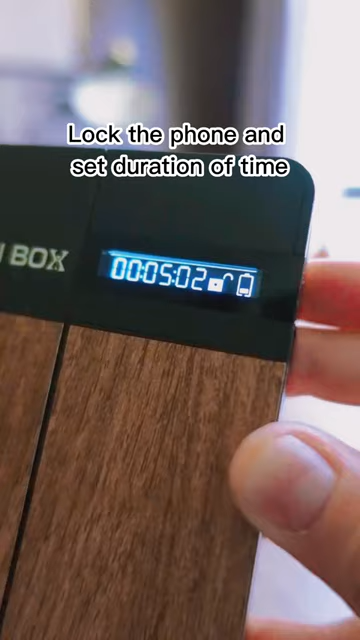 Lock the phone and
set duration of time
BOX
00:05:02